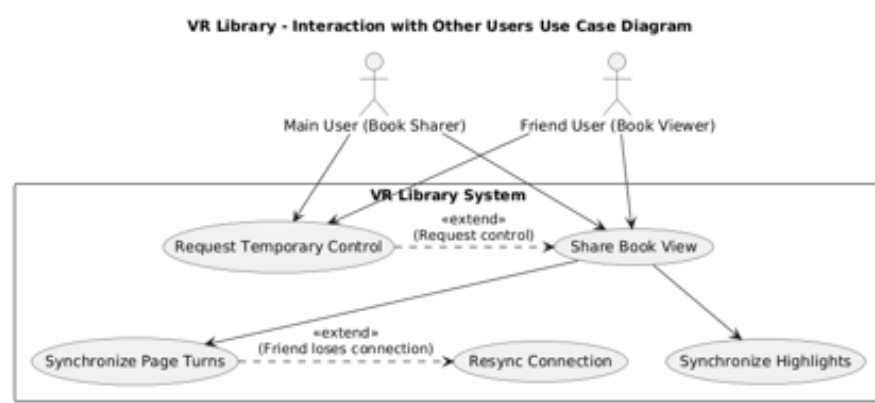 VR Library - Interaction with Other Users Use Case Diagram
Main User (Book Sharer)
Friend User (Book Viewer)
VR Library System
Request Temporary Control
«extend»
(Request control)
Share Book View
Synchronize Page Turns
«extend»
(Friend loses connection)
Resync Connection
Synchronize Highlights